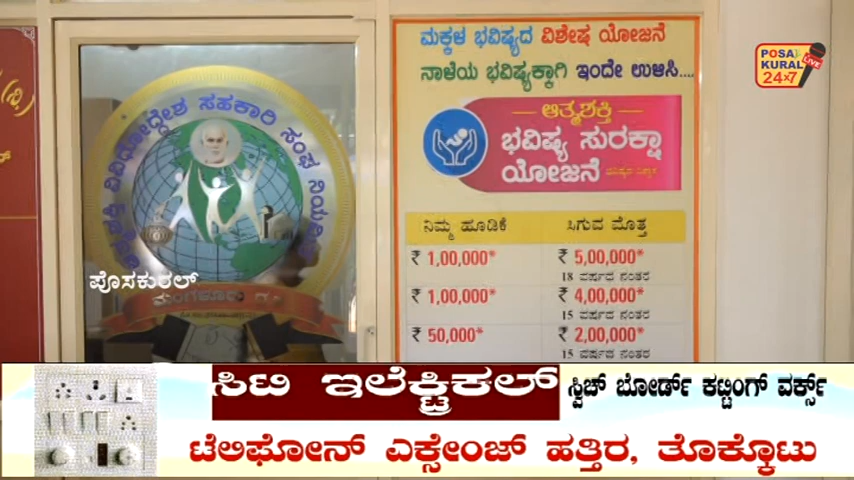 ಮಕ್ಕಳ ಭವಿಷ್ಯದ ವಿಶೇಷ ಯೋಜನೆ
ನಾಳೆಯ ಭವಿಷ್ಯಕ್ಕಾಗಿ ಇಂದೇ ಉಳಿಸಿ....
POSA
KURAL
24x7
LIVE
ಆತ್ಮಶಕ್ತಿ
ಭವಿಷ್ಯ ಸುರಕ್ಷಾ
ಯೋಜನೆ
ನಿಮ್ಮ ಹೂಡಿಕೆ ಸಿಗುವ ಮೊತ್ತ
₹ 1,00,000* ₹ 5,00,000*
18 ವರ್ಷದ ನಂತರ
₹ 1,00,000* ₹ 4,00,000*
15 ವರ್ಷದ ನಂತರ
₹ 50,000* ₹ 2,00,000*
15 ವರ್ಷದ ನಂತರ
ವಿವಿಧೋದ್ದೇಶ ಸಹಕಾರಿ ಸಂಘ
ಪೊಸಕುರಲ್
ಸಿಟಿ ಇಲೆಕ್ಟ್ರಿಕಲ್ ಸ್ವಿಚ್ ಬೋರ್ಡ್ ಕಟ್ಟಿಂಗ್ ವರ್ಕ್ಸ್
ಟೆಲಿಫೋನ್ ಎಕ್ಸೇಂಜ್ ಹತ್ತಿರ, ತೊಕ್ಕೊಟು